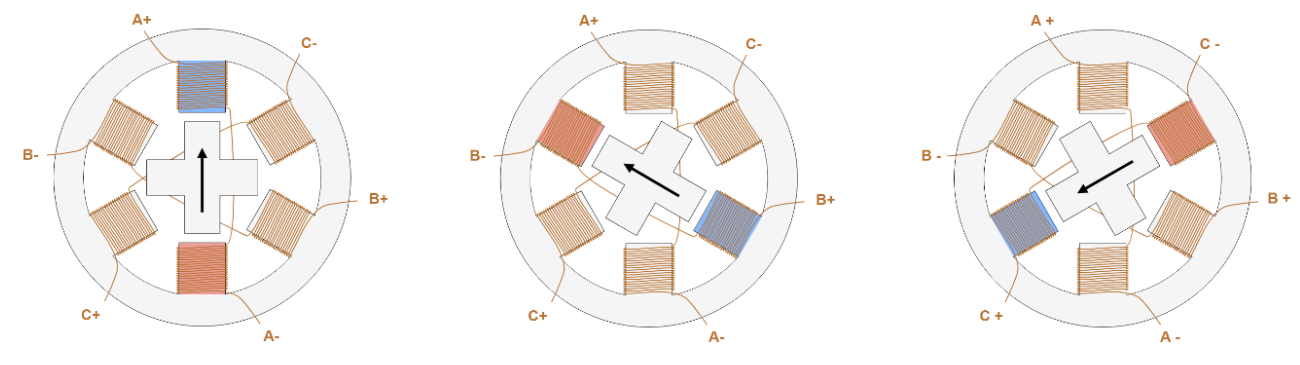 A+
C-
B-
B+
C+
A-
A+
C-
B-
B+
C+
A-
A +
C -
B -
B +
C +
A -